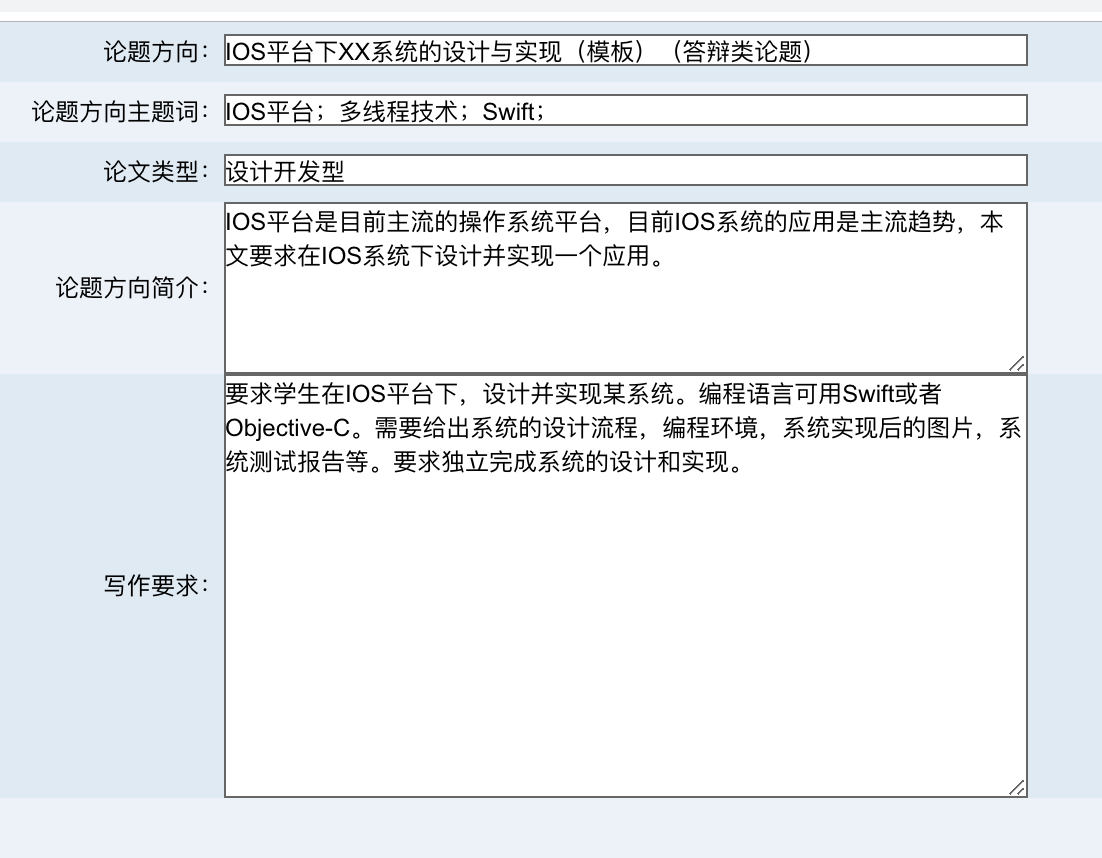 论题方向： IOS平台下XX系统的设计与实现（模板）（答辩类论题）
论题方向主题词： IOS平台；多线程技术；Swift；
论文类型： 设计开发型
论题方向简介：
IOS平台是目前主流的操作系统平台，目前IOS系统的应用是主流趋势，本
文要求在IOS系统下设计并实现一个应用。
写作要求：
要求学生在IOS平台下，设计并实现某系统。编程语言可用Swift或者
Objective-C。需要给出系统的设计流程，编程环境，系统实现后的图片，系
统测试报告等。要求独立完成系统的设计和实现。